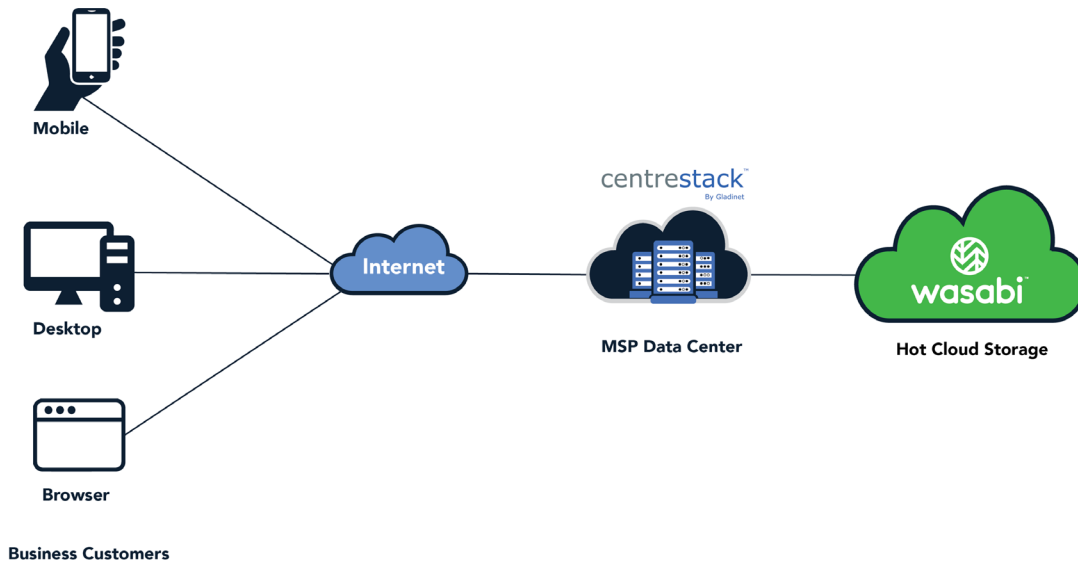 Mobile
centrestack™
By Gladinet
Internet
wasabi™
Desktop
MSP Data Center
Hot Cloud Storage
Browser
Business Customers